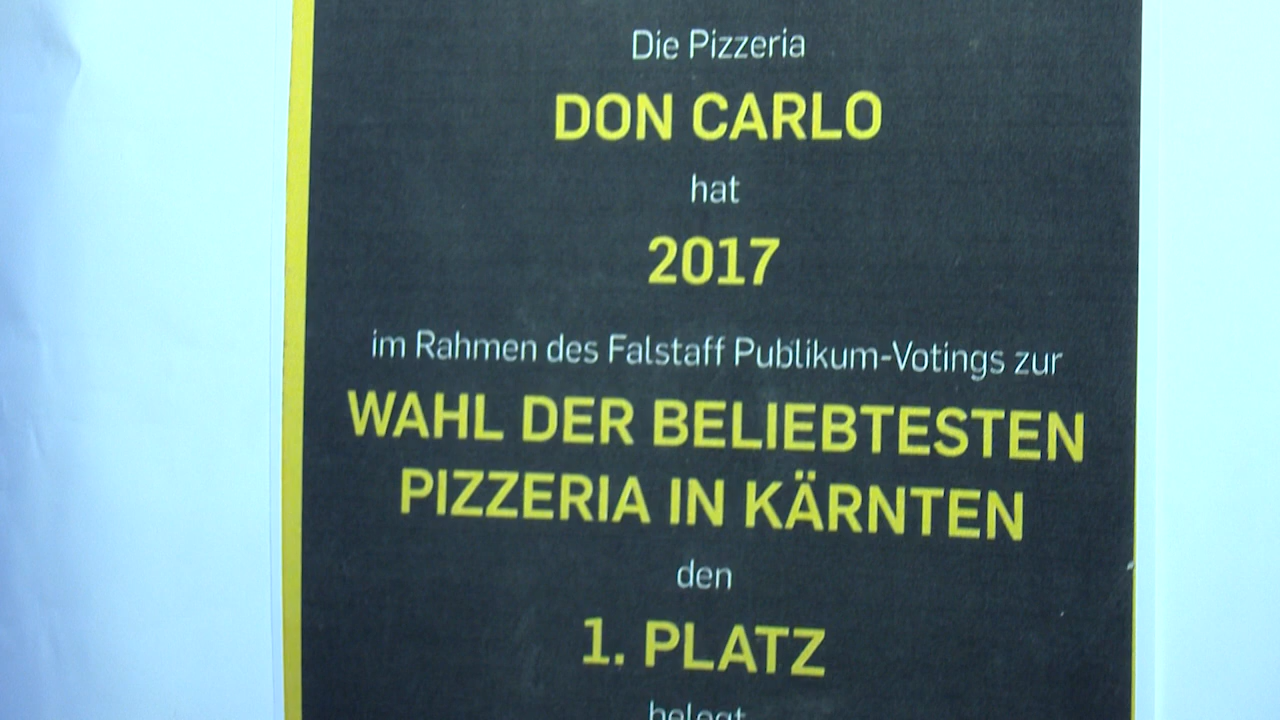 Die Pizzeria
DON CARLO
hat
2017
im Rahmen des Falstaff Publikum-Votings zur
WAHL DER BELIEBTESTEN
PIZZERIA IN KÄRNTEN
den
1. PLATZ
belegt